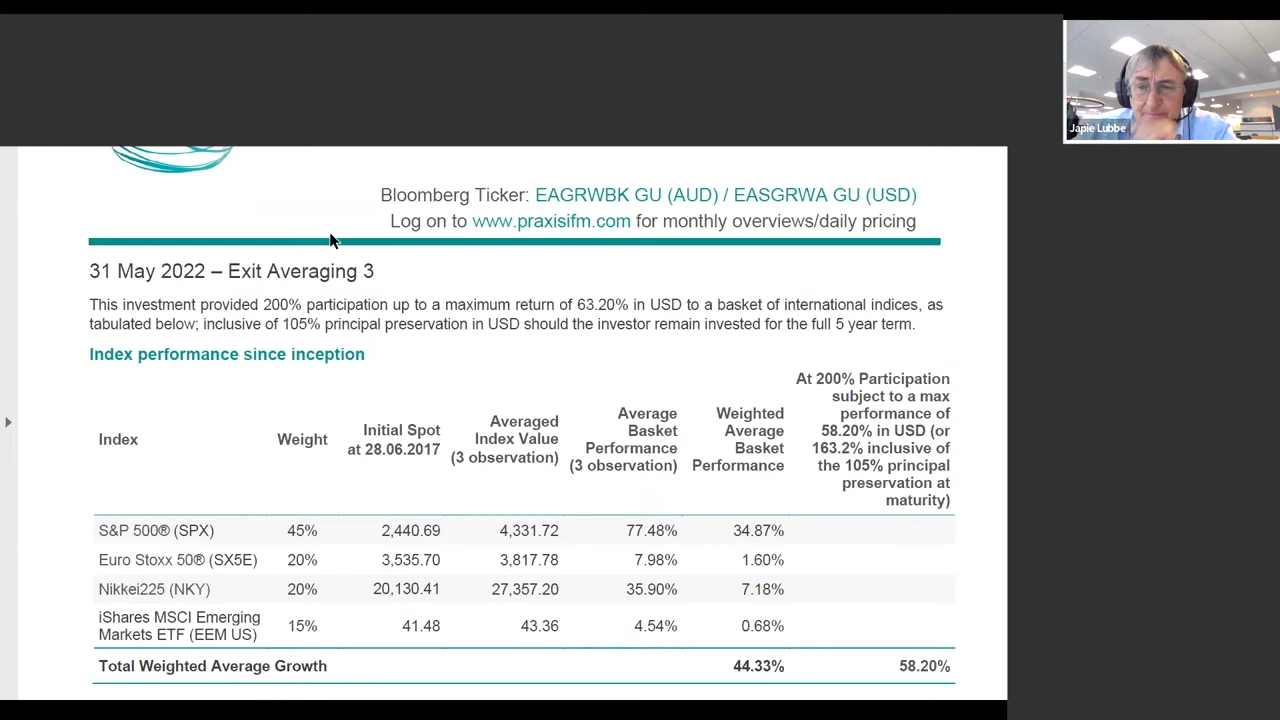 Japie Lubbe
Bloomberg Ticker: EAGRWBK GU (AUD) / EASGRWA GU (USD)
Log on to www.praxisifm.com for monthly overviews/daily pricing
31 May 2022 – Exit Averaging 3
This investment provided 200% participation up to a maximum return of 63.20% in USD to a basket of international indices, as
tabulated below; inclusive of 105% principal preservation in USD should the investor remain invested for the full 5 year term.
Index performance since inception
Index
Weight
Initial Spot
at 28.06.2017
Averaged
Index Value
(3 observation)
Average
Basket
Performance
(3 observation)
Weighted
Average
Basket
Performance
At 200% Participation
subject to a max
performance of
58.20% in USD (or
163.2% inclusive of
the 105% principal
preservation at
maturity)
S&P 500® (SPX) 45% 2,440.69 4,331.72 77.48% 34.87%
Euro Stoxx 50® (SX5E) 20% 3,535.70 3,817.78 7.98% 1.60%
Nikkei225 (NKY) 20% 20,130.41 27,357.20 35.90% 7.18%
iShares MSCI Emerging
Markets ETF (EEM US) 15% 41.48 43.36 4.54% 0.68%
Total Weighted Average Growth 44.33% 58.20%